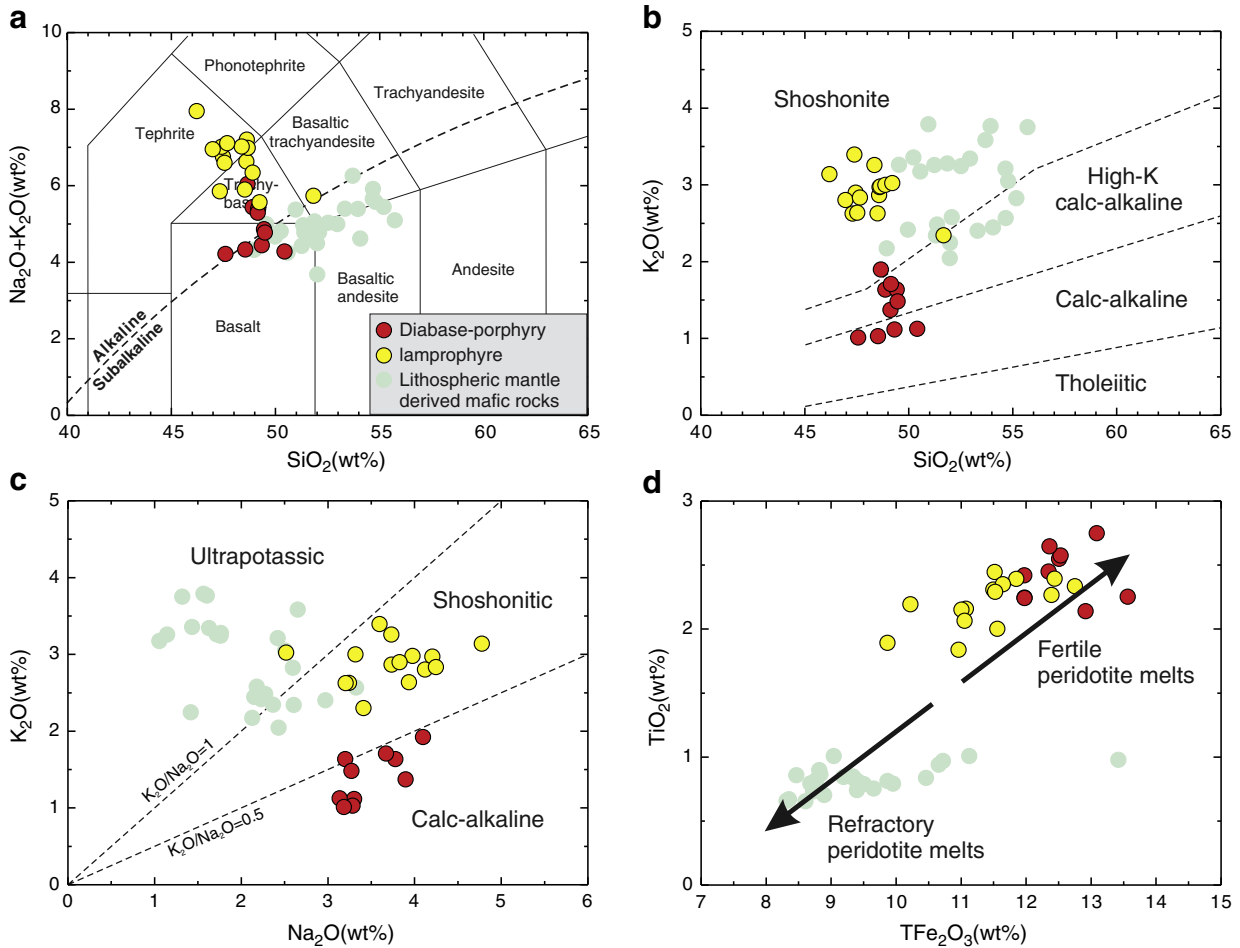 a
10
8
6
4
2
0
Na₂O+K₂O(wt%)
Phonotephrite
Trachyandesite
Tephrite
Basaltic
trachyandesite
Trachy-
basalt
Basaltic
andesite
Andesite
Basalt
Alkaline
Subalkaline
Diabase-porphyry
lamprophyre
Lithospheric mantle
derived mafic rocks
40 45 50 55 60 65
SiO₂(wt%)
b
5
4
3
2
1
0
K₂O(wt%)
Shoshonite
High-K
calc-alkaline
Calc-alkaline
Tholeiitic
40 45 50 55 60 65
SiO₂(wt%)
c
5
4
3
2
1
0
K₂O(wt%)
Ultrapotassic
Shoshonitic
K₂O/Na₂O=1
K₂O/Na₂O=0.5
Calc-alkaline
0 1 2 3 4 5 6
Na₂O(wt%)
d
3
2
1
0
TiO₂(wt%)
Fertile
peridotite melts
Refractory
peridotite melts
7 8 9 10 11 12 13 14 15
TFe₂O₃(wt%)